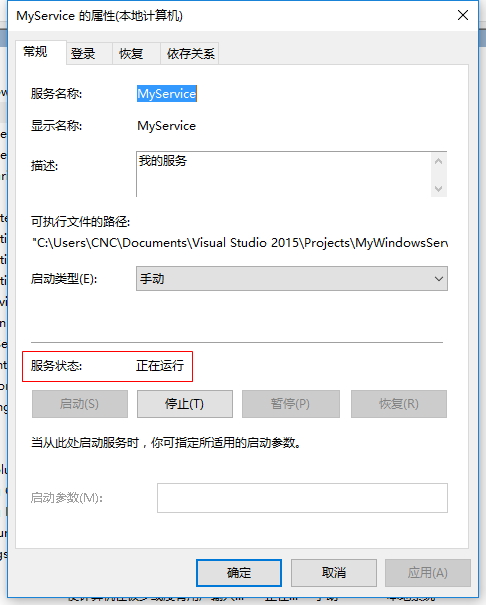 MyService 的属性(本地计算机)
常规 登录 恢复 依存关系
服务名称: MyService
显示名称: MyService
描述: 我的服务
可执行文件的路径:
"C:\Users\CNC\Documents\Visual Studio 2015\Projects\MyWindowsServ
启动类型(E): 手动
服务状态: 正在运行
启动(S) 停止(T) 暂停(P) 恢复(R)
当从此处启动服务时，你可指定所适用的启动参数。
启动参数(M):
确定 取消 应用(A)